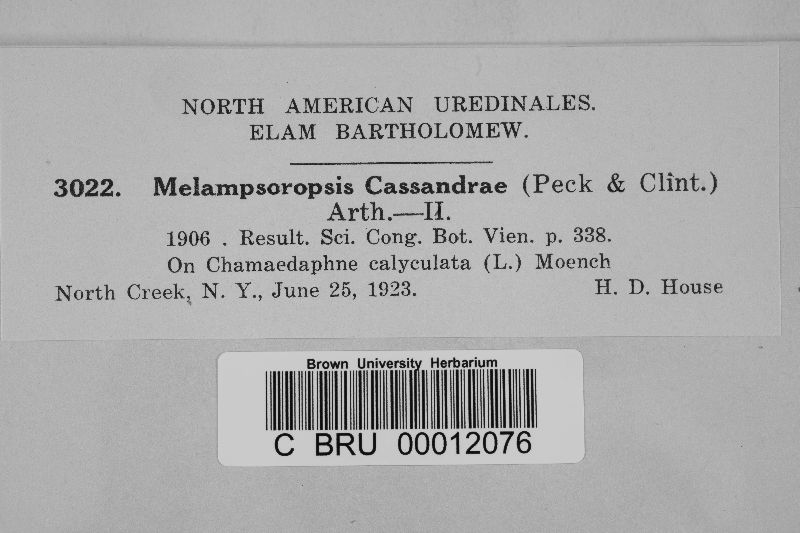 NORTH AMERICAN UREDINALES.
ELAM BARTHOLOMEW.
3022. Melampsoropsis Cassandrae (Peck & Clint.)
Arth.—II.
1906 . Result. Sci. Cong. Bot. Vien. p. 338.
On Chamaedaphne calyculata (L.) Moench
North Creek, N. Y., June 25, 1923. H. D. House
Brown University Herbarium
C BRU 00012076